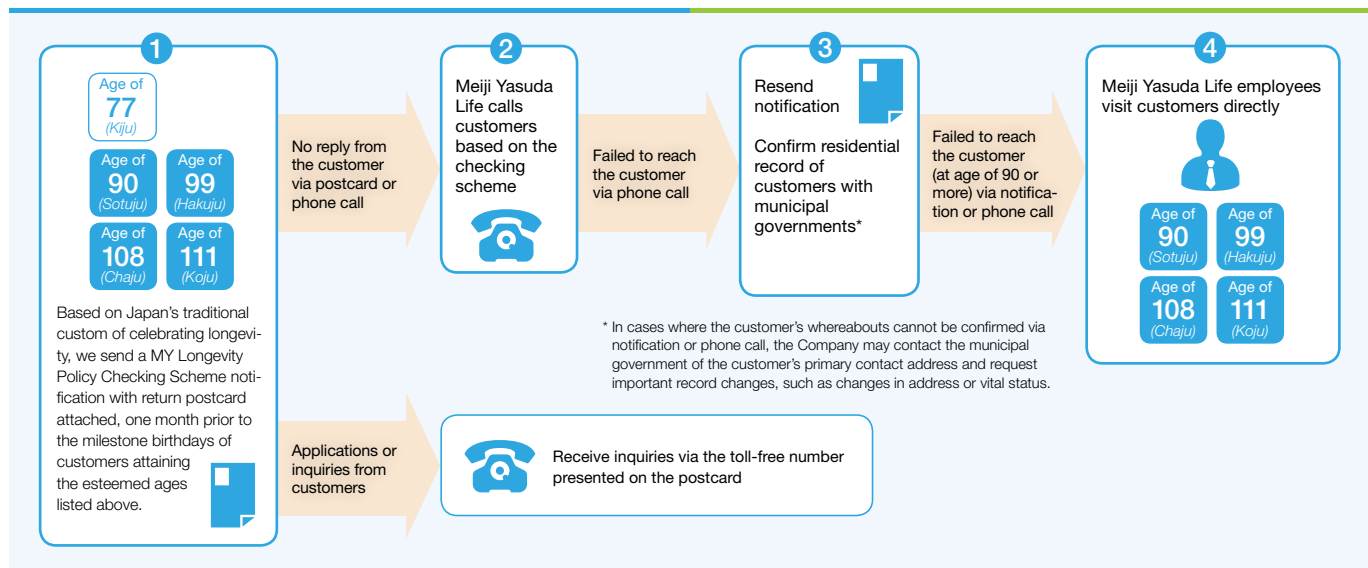 1
Age of
77
(Kiju)
Age of
90
(Sotuju)
Age of
99
(Hakuju)
Age of
108
(Chaju)
Age of
111
(Koju)
Based on Japan's traditional
custom of celebrating longevi-
ty, we send a MY Longevity
Policy Checking Scheme noti-
fication with return postcard
attached, one month prior to
the milestone birthdays of
customers attaining
the esteemed ages
listed above.
No reply from
the customer
via postcard or
phone call
2
Meiji Yasuda
Life calls
customers
based on the
checking
scheme
Failed to reach
the customer
via phone call
3
Resend
notification
Confirm residential
record of
customers with
municipal
governments*
Failed to reach
the customer
(at age of 90 or
more) via notifica-
tion or phone call
4
Meiji Yasuda Life employees
visit customers directly
Age of
90
(Sotuju)
Age of
99
(Hakuju)
Age of
108
(Chaju)
Age of
111
(Koju)
* In cases where the customer's whereabouts cannot be confirmed via
notification or phone call, the Company may contact the municipal
government of the customer's primary contact address and request
important record changes, such as changes in address or vital status.
Applications or
inquiries from
customers
Receive inquiries via the toll-free number
presented on the postcard